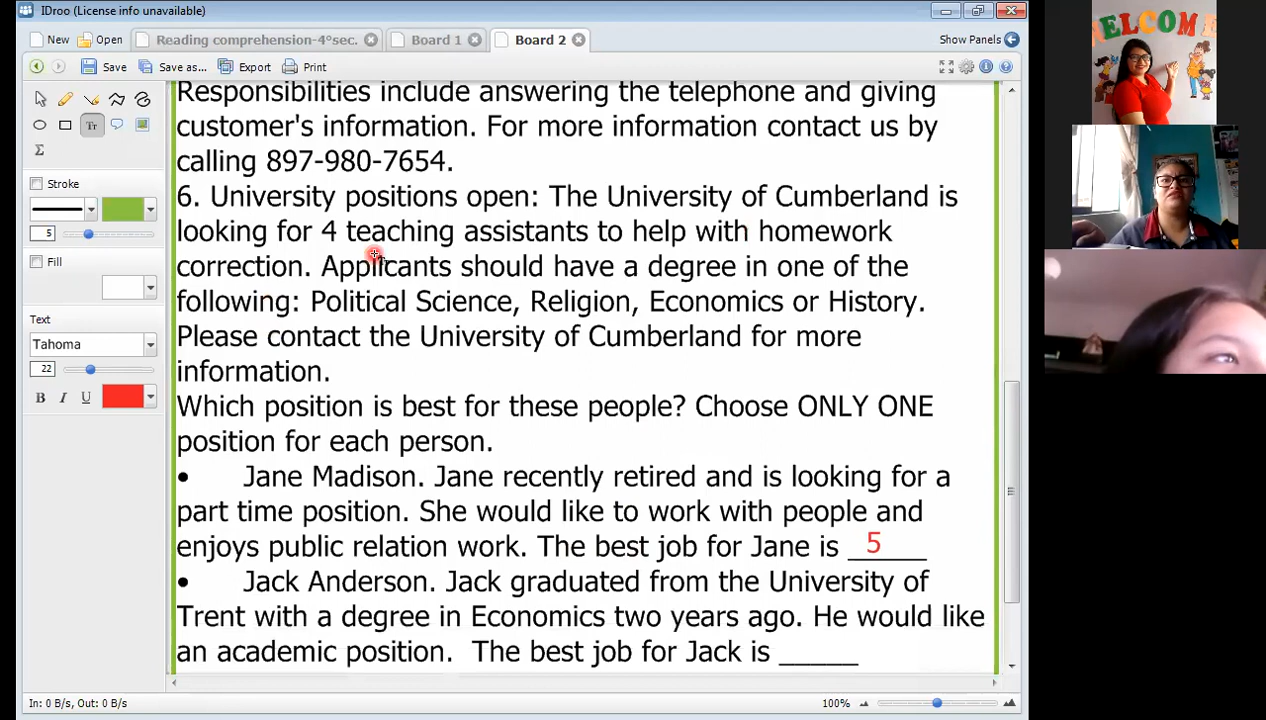 IDroo (License info unavailable)
New Open Reading comprehension-4°sec. Board 1 Board 2 Show Panels
Save Save as... Export Print
Tr
Σ
Stroke
5
Fill
Text
Tahoma
22
B I U
Responsibilities include answering the telephone and giving
customer's information. For more information contact us by
calling 897-980-7654.
6. University positions open: The University of Cumberland is
looking for 4 teaching assistants to help with homework
correction. Applicants should have a degree in one of the
following: Political Science, Religion, Economics or History.
Please contact the University of Cumberland for more
information.
Which position is best for these people? Choose ONLY ONE
position for each person.
• Jane Madison. Jane recently retired and is looking for a
part time position. She would like to work with people and
enjoys public relation work. The best job for Jane is __5___
• Jack Anderson. Jack graduated from the University of
Trent with a degree in Economics two years ago. He would like
an academic position. The best job for Jack is _____
In: 0 B/s, Out: 0 B/s 100%
WELCOME